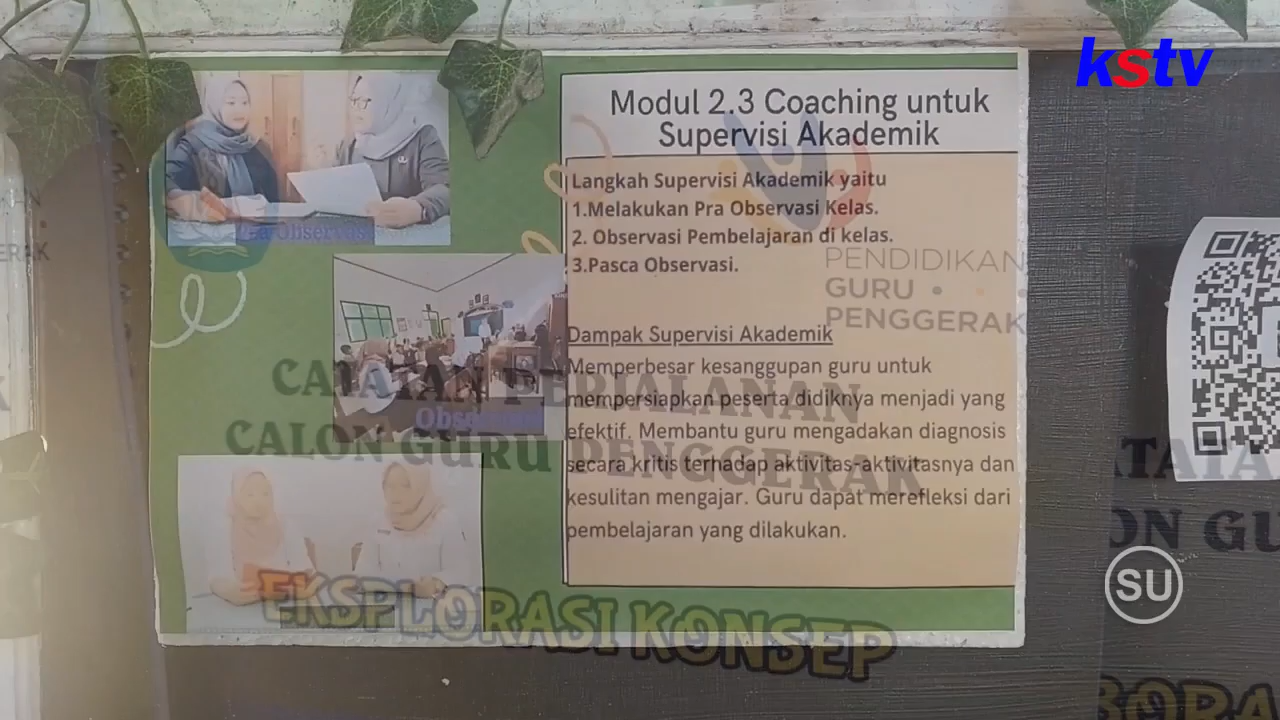 kstv
Modul 2.3 Coaching untuk
Supervisi Akademik
Langkah Supervisi Akademik yaitu
1.Melakukan Pra Observasi Kelas.
2. Observasi Pembelajaran di kelas.
3.Pasca Observasi.
Dampak Supervisi Akademik
Memperbesar kesanggupan guru untuk
mempersiapkan peserta didiknya menjadi yang
efektif. Membantu guru mengadakan diagnosis
secara kritis terhadap aktivitas-aktivitasnya dan
kesulitan mengajar. Guru dapat merefleksi dari
pembelajaran yang dilakukan.
PENDIDIKAN
GURU
PENGGERAK
CATATAN PERJALANAN
CALON GURU PENGGERAK
EKSPLORASI KONSEP
SU